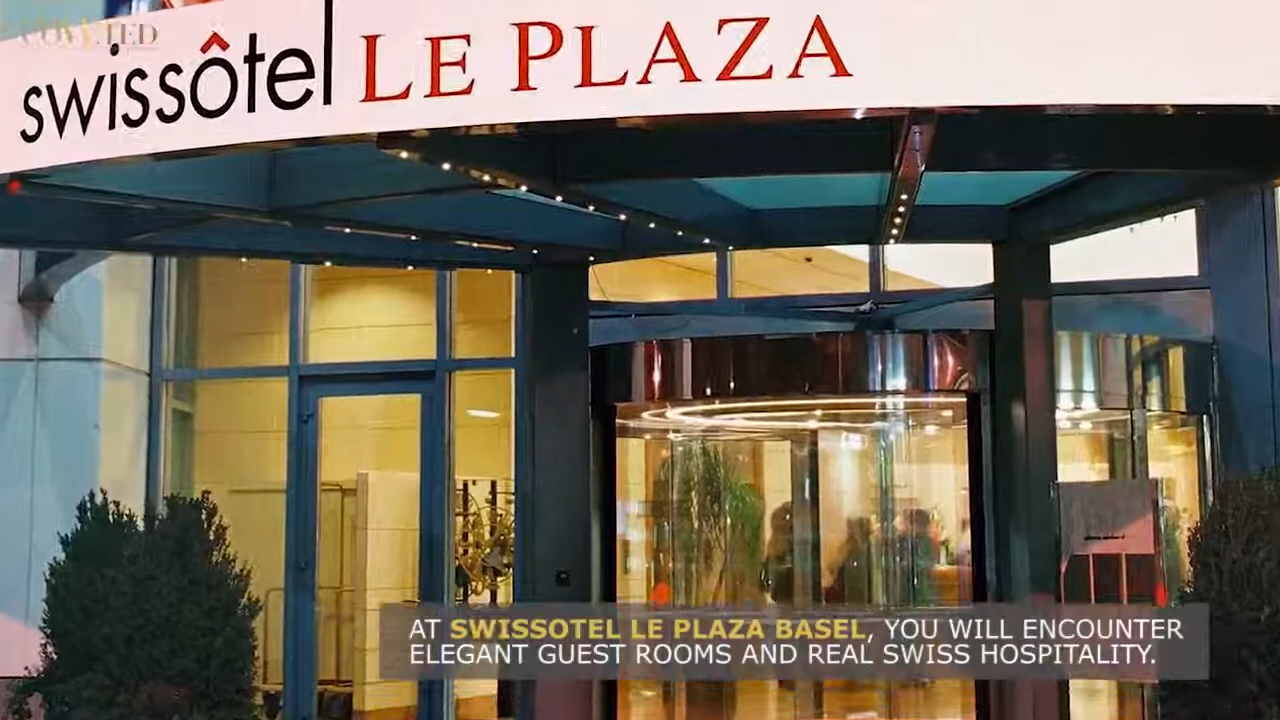 swissôtel LE PLAZA
AT SWISSOTEL LE PLAZA BASEL, YOU WILL ENCOUNTER
ELEGANT GUEST ROOMS AND REAL SWISS HOSPITALITY.